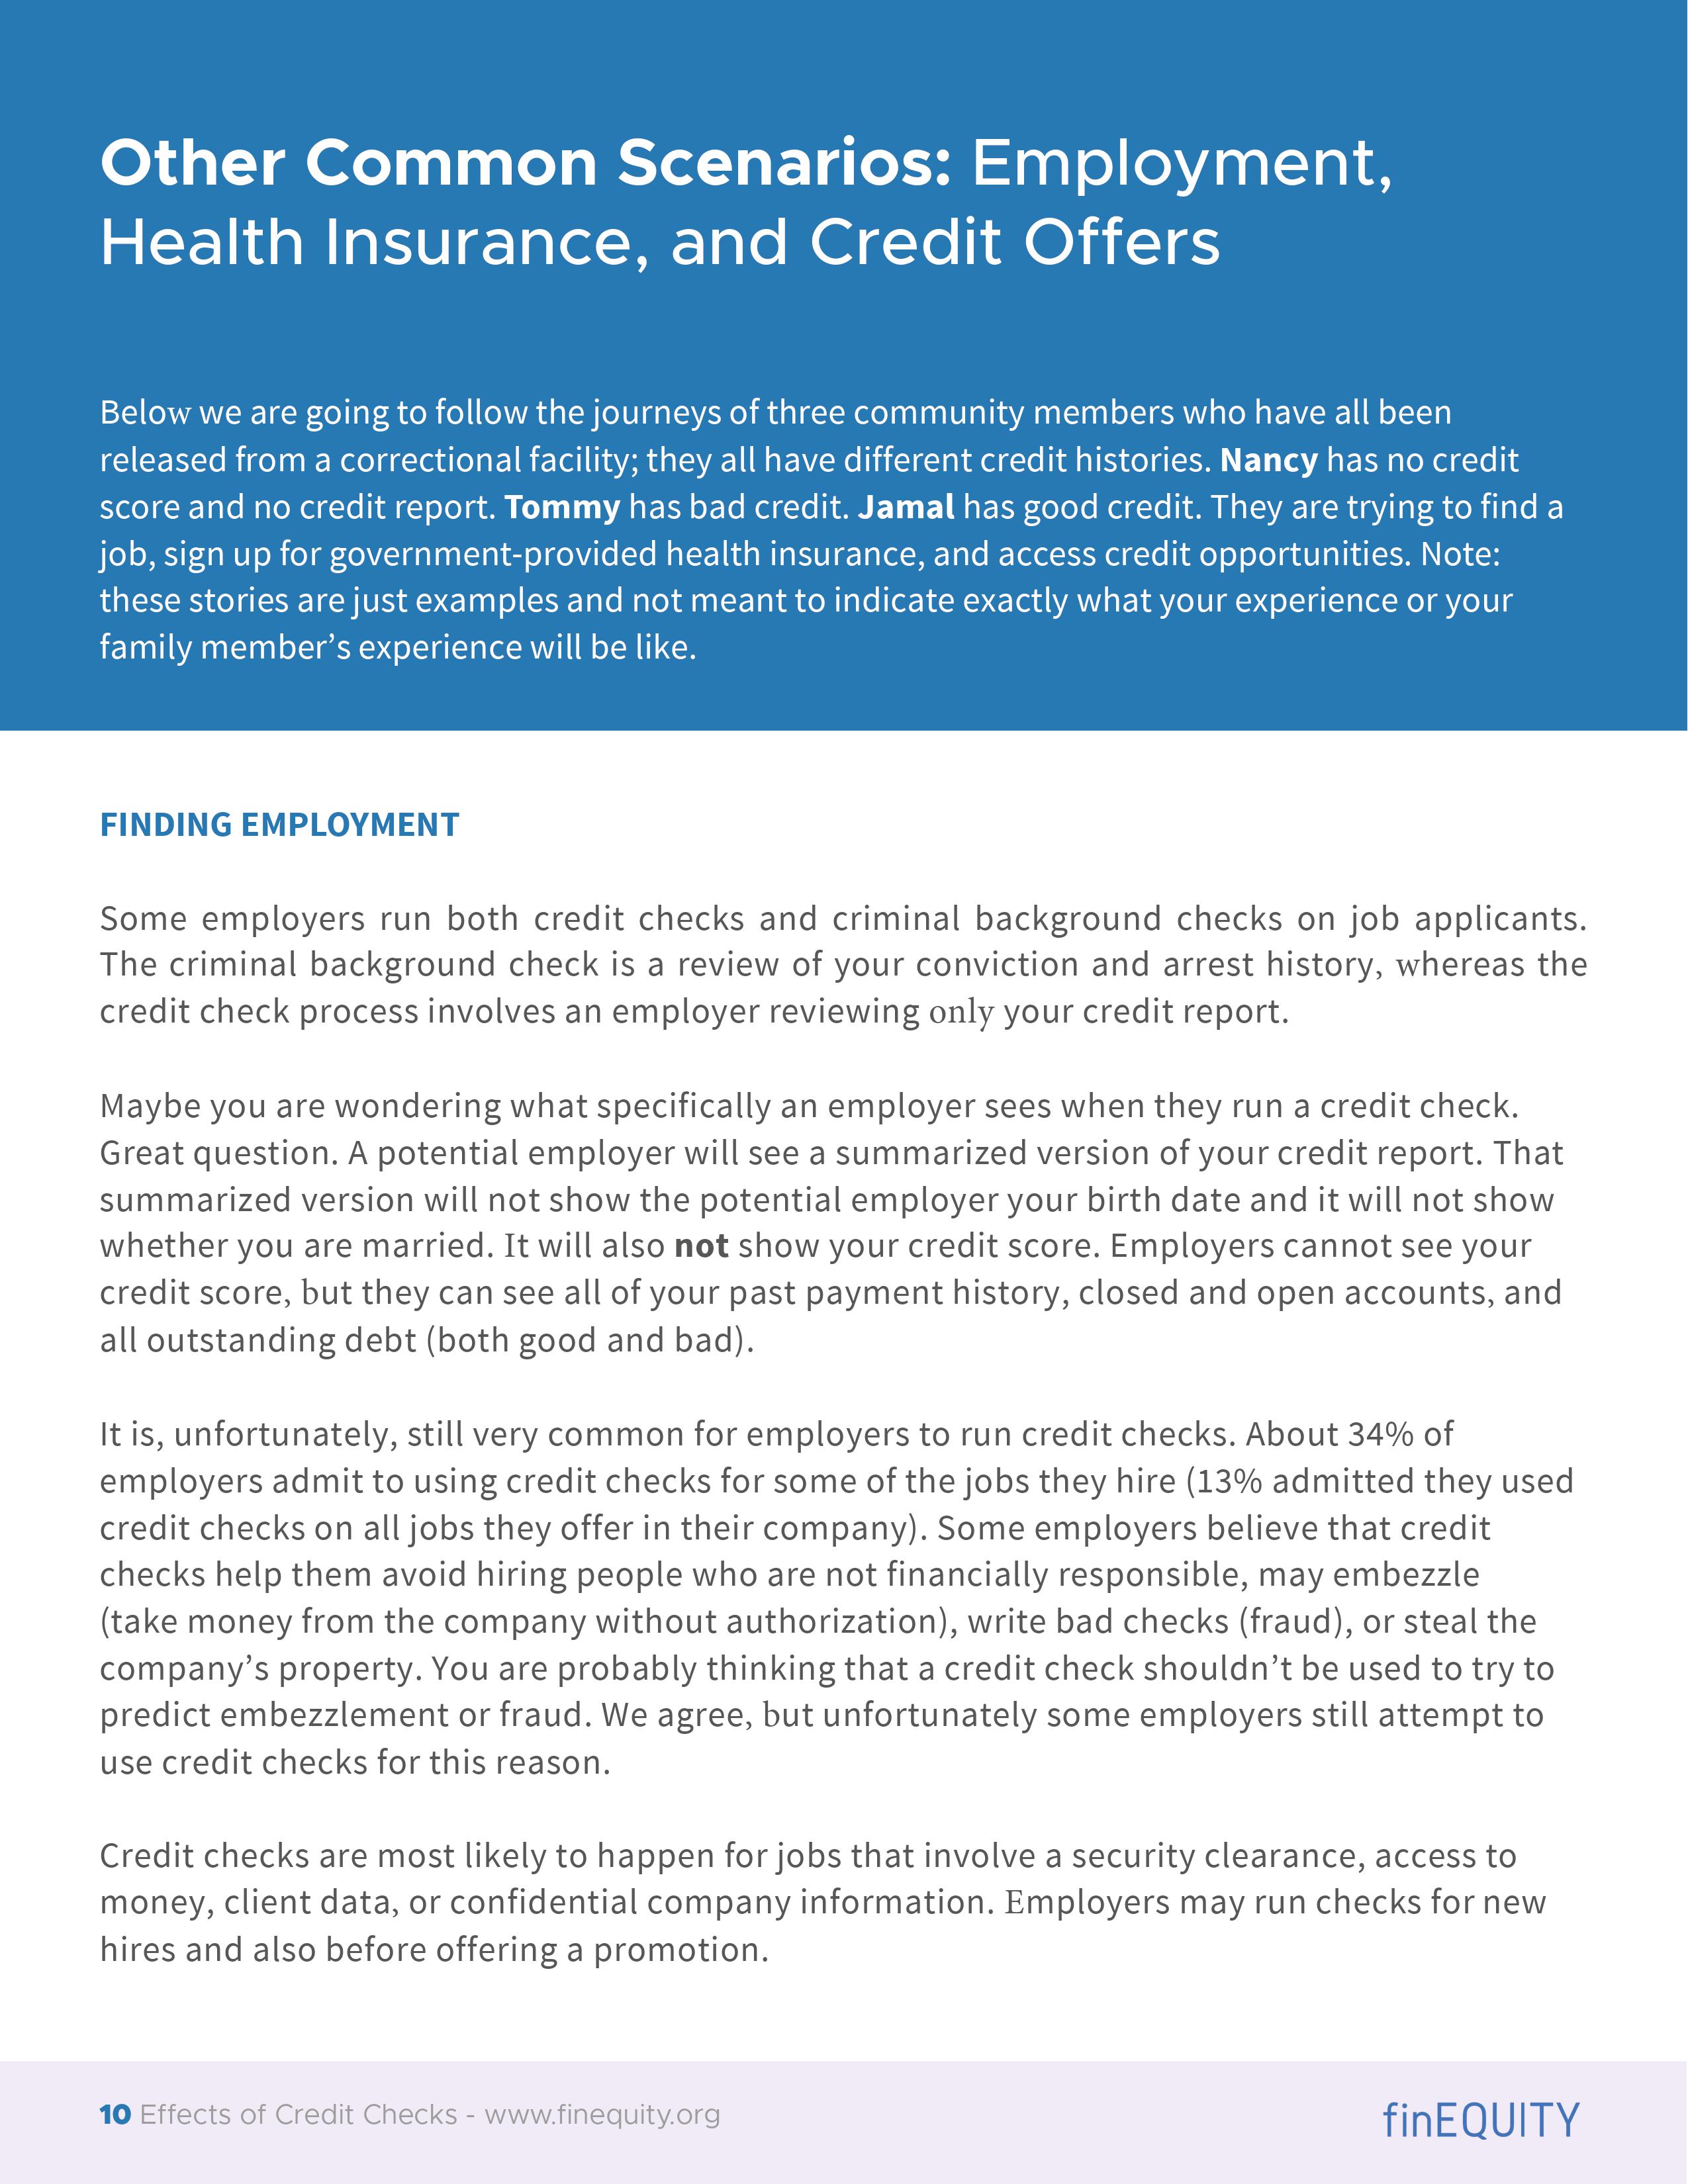 Other Common Scenarios: Employment,
Health Insurance, and Credit Offers
Below we are going to follow the journeys of three community members who have all been
released from a correctional facility; they all have different credit histories. Nancy has no credit
score and no credit report. Tommy has bad credit. Jamal has good credit. They are trying to find a
job, sign up for government-provided health insurance, and access credit opportunities. Note:
these stories are just examples and not meant to indicate exactly what your experience or your
family member’s experience will be like.
FINDING EMPLOYMENT
Some employers run both credit checks and criminal background checks on job applicants.
The criminal background check is a review of your conviction and arrest history, whereas the
credit check process involves an employer reviewing only your credit report.
Maybe you are wondering what specifically an employer sees when they run a credit check.
Great question. A potential employer will see a summarized version of your credit report. That
summarized version will not show the potential employer your birth date and it will not show
whether you are married. It will also not show your credit score. Employers cannot see your
credit score, but they can see all of your past payment history, closed and open accounts, and
all outstanding debt (both good and bad).
It is, unfortunately, still very common for employers to run credit checks. About 34% of
employers admit to using credit checks for some of the jobs they hire (13% admitted they used
credit checks on all jobs they offer in their company). Some employers believe that credit
checks help them avoid hiring people who are not financially responsible, may embezzle
(take money from the company without authorization), write bad checks (fraud), or steal the
company’s property. You are probably thinking that a credit check shouldn’t be used to try to
predict embezzlement or fraud. We agree, but unfortunately some employers still attempt to
use credit checks for this reason.
Credit checks are most likely to happen for jobs that involve a security clearance, access to
money, client data, or confidential company information. Employers may run checks for new
hires and also before offering a promotion.
10 Effects of Credit Checks - www.finequity.org
finEQUITY